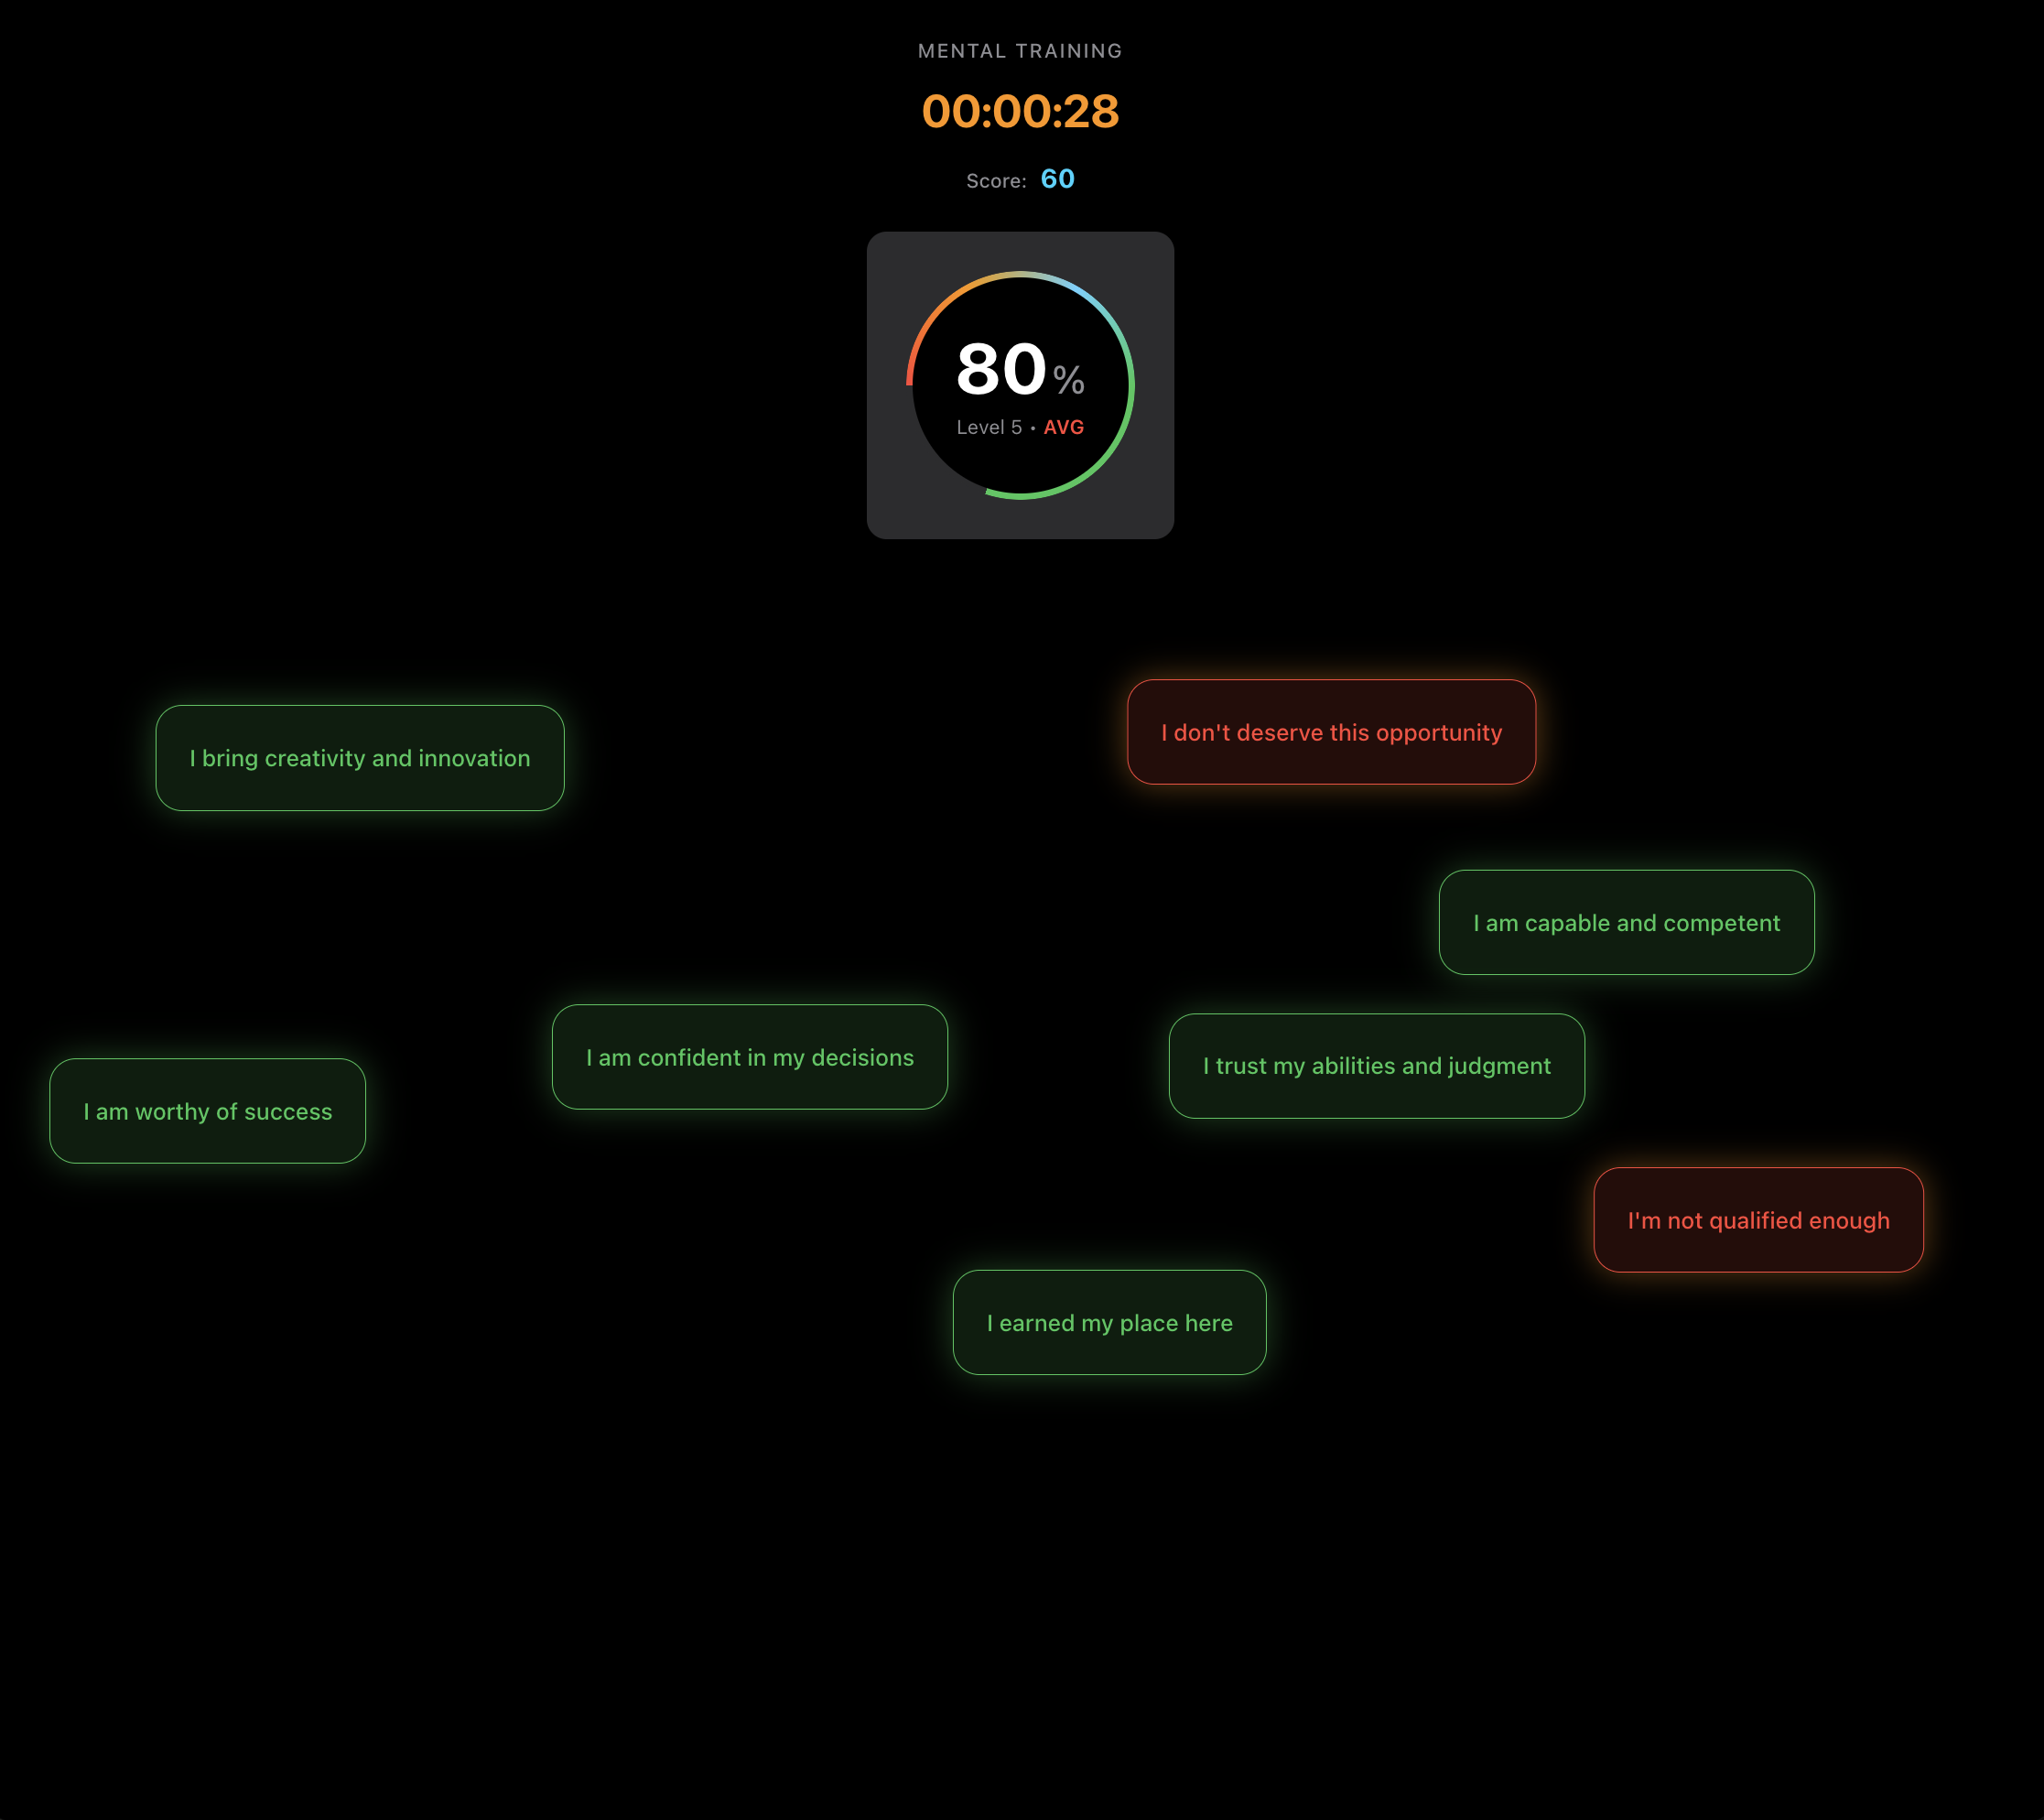 MENTAL TRAINING
00:00:28
Score: 60
80%
Level 5 • AVG
I don't deserve this opportunity
I bring creativity and innovation
I am capable and competent
I am confident in my decisions
I trust my abilities and judgment
I am worthy of success
I'm not qualified enough
I earned my place here